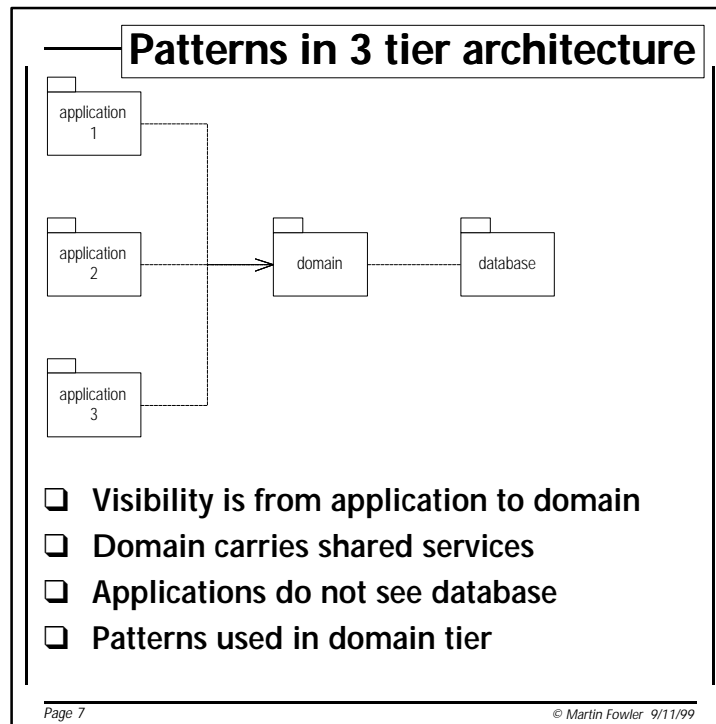 Patterns in 3 tier architecture
application
1
application
2
domain
database
application
3
❑ Visibility is from application to domain
❑ Domain carries shared services
❑ Applications do not see database
❑ Patterns used in domain tier
Page 7
© Martin Fowler 9/11/99